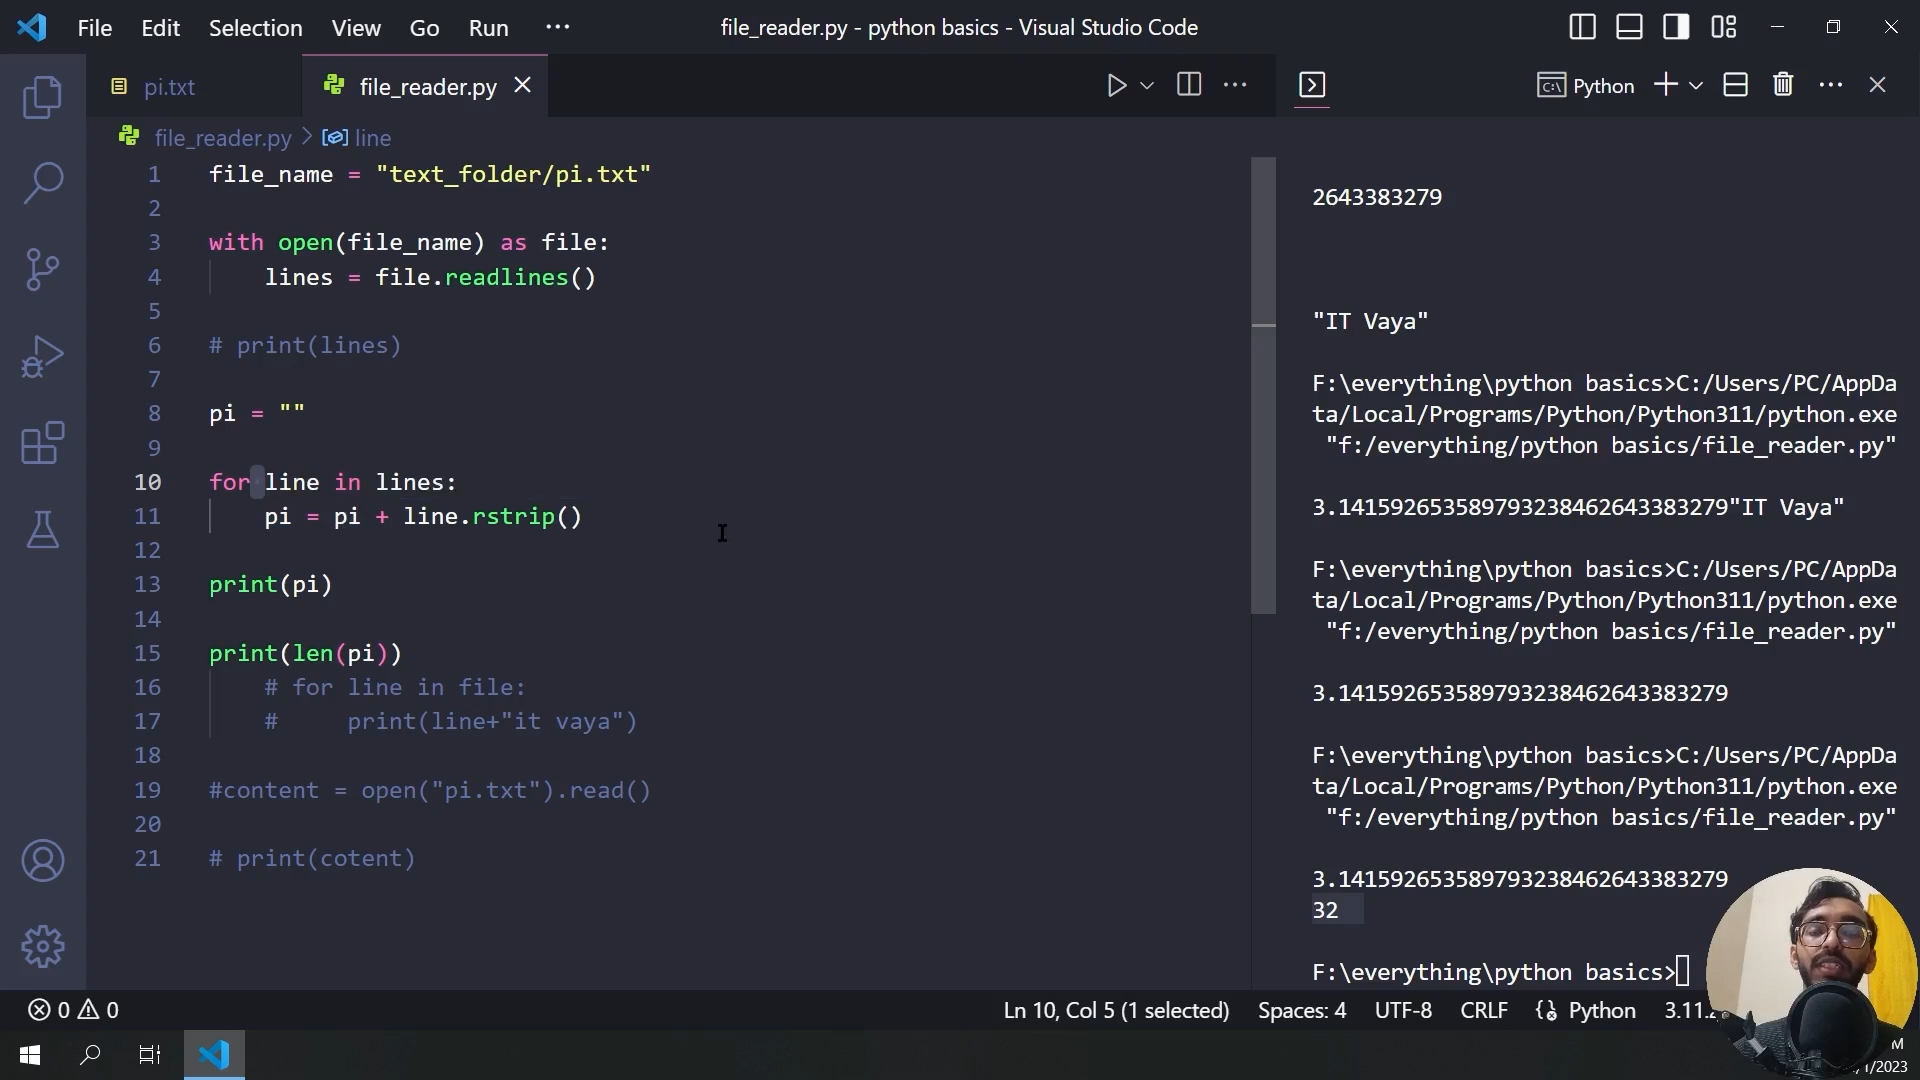 File Edit Selection View Go Run ···
file_reader.py - python basics - Visual Studio Code
pi.txt
file_reader.py
Python
file_reader.py > line
1 file_name = "text_folder/pi.txt"
2
3 with open(file_name) as file:
4 lines = file.readlines()
5
6 # print(lines)
7
8 pi = ""
9
10 for line in lines:
11 pi = pi + line.rstrip()
12
13 print(pi)
14
15 print(len(pi))
16 # for line in file:
17 #     print(line+"it vaya")
18
19 #content = open("pi.txt").read()
20
21 # print(cotent)
2643383279
"IT Vaya"
F:\everything\python basics>C:/Users/PC/AppDa
ta/Local/Programs/Python/Python311/python.exe
"f:/everything/python basics/file_reader.py"
3.141592653589793238462643383279"IT Vaya"
F:\everything\python basics>C:/Users/PC/AppDa
ta/Local/Programs/Python/Python311/python.exe
"f:/everything/python basics/file_reader.py"
3.141592653589793238462643383279
F:\everything\python basics>C:/Users/PC/AppDa
ta/Local/Programs/Python/Python311/python.exe
"f:/everything/python basics/file_reader.py"
3.141592653589793238462643383279
32
F:\everything\python basics>
0 0
Ln 10, Col 5 (1 selected) Spaces: 4 UTF-8 CRLF Python 3.11.
M
/1/2023